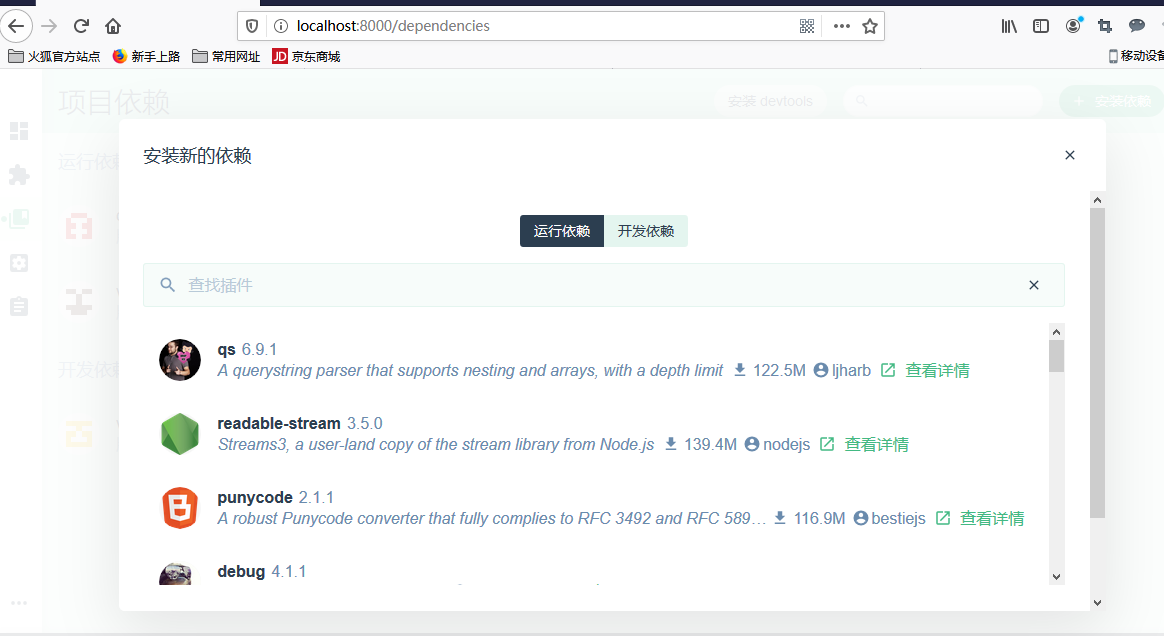 localhost:8000/dependencies
火狐官方站点 新手上路 常用网址 JD 京东商城 移动设备
项目依赖 安装 devtools + 安装依赖
安装新的依赖
运行依赖
运行依赖 开发依赖
查找插件
qs 6.9.1
A querystring parser that supports nesting and arrays, with a depth limit 122.5M ljharb 查看详情
开发依赖
readable-stream 3.5.0
Streams3, a user-land copy of the stream library from Node.js 139.4M nodejs 查看详情
punycode 2.1.1
A robust Punycode converter that fully complies to RFC 3492 and RFC 589… 116.9M bestiejs 查看详情
debug 4.1.1